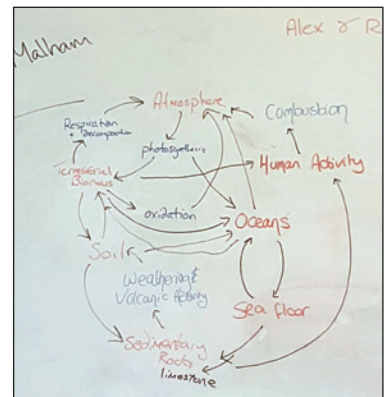 Malham
Alex & R
Atmosphere
Respiration
+ Decomposition
Combustion
photosythesis
Human Activity
Terrestrial
Biomass
oxidation
Oceans
Soil
Weathering &
Volcanic Activity
Sea floor
Sedimentary
Rocks
limestone